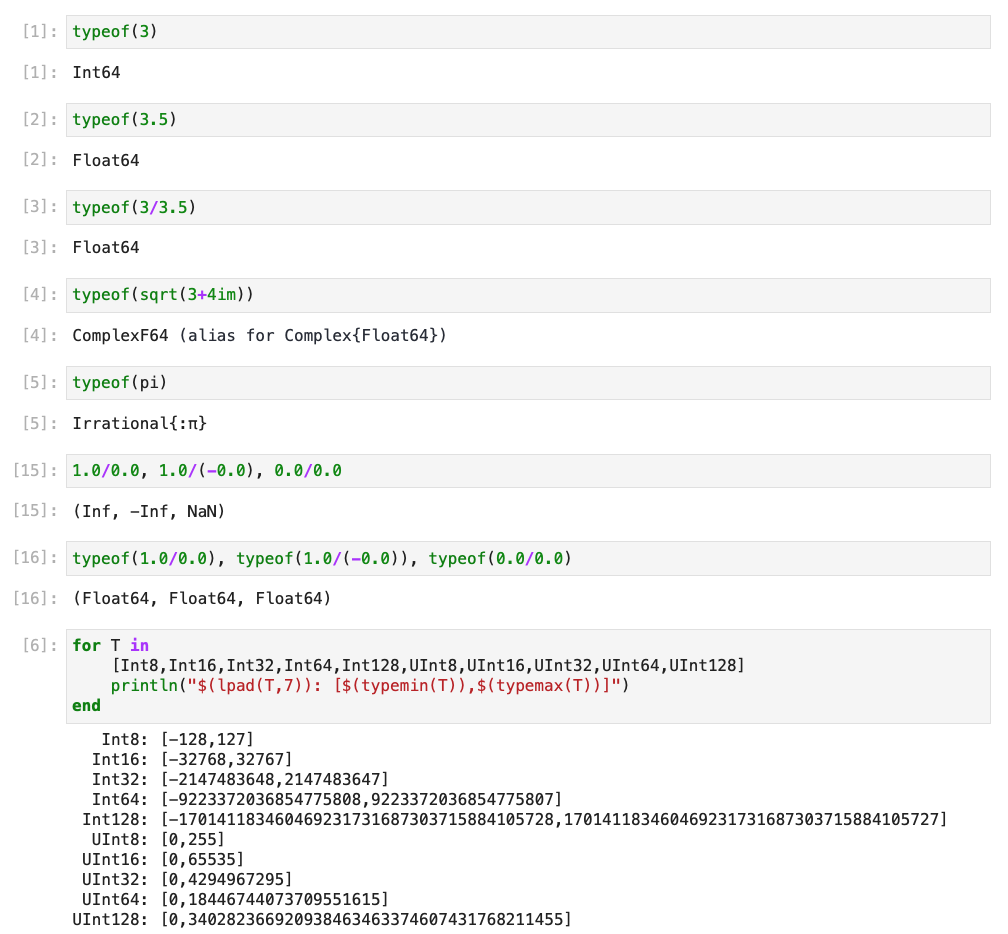 [1]: typeof(3)
[1]: Int64
[2]: typeof(3.5)
[2]: Float64
[3]: typeof(3/3.5)
[3]: Float64
[4]: typeof(sqrt(3+4im))
[4]: ComplexF64 (alias for Complex{Float64})
[5]: typeof(pi)
[5]: Irrational{:π}
[15]: 1.0/0.0, 1.0/(-0.0), 0.0/0.0
[15]: (Inf, -Inf, NaN)
[16]: typeof(1.0/0.0), typeof(1.0/(-0.0)), typeof(0.0/0.0)
[16]: (Float64, Float64, Float64)
[6]: for T in
    [Int8,Int16,Int32,Int64,Int128,UInt8,UInt16,UInt32,UInt64,UInt128]
    println("$(lpad(T,7)): [$(typemin(T)),$(typemax(T))]")
end
   Int8: [-128,127]
  Int16: [-32768,32767]
  Int32: [-2147483648,2147483647]
  Int64: [-9223372036854775808,9223372036854775807]
 Int128: [-170141183460469231731687303715884105728,170141183460469231731687303715884105727]
  UInt8: [0,255]
 UInt16: [0,65535]
 UInt32: [0,4294967295]
 UInt64: [0,18446744073709551615]
UInt128: [0,340282366920938463463374607431768211455]